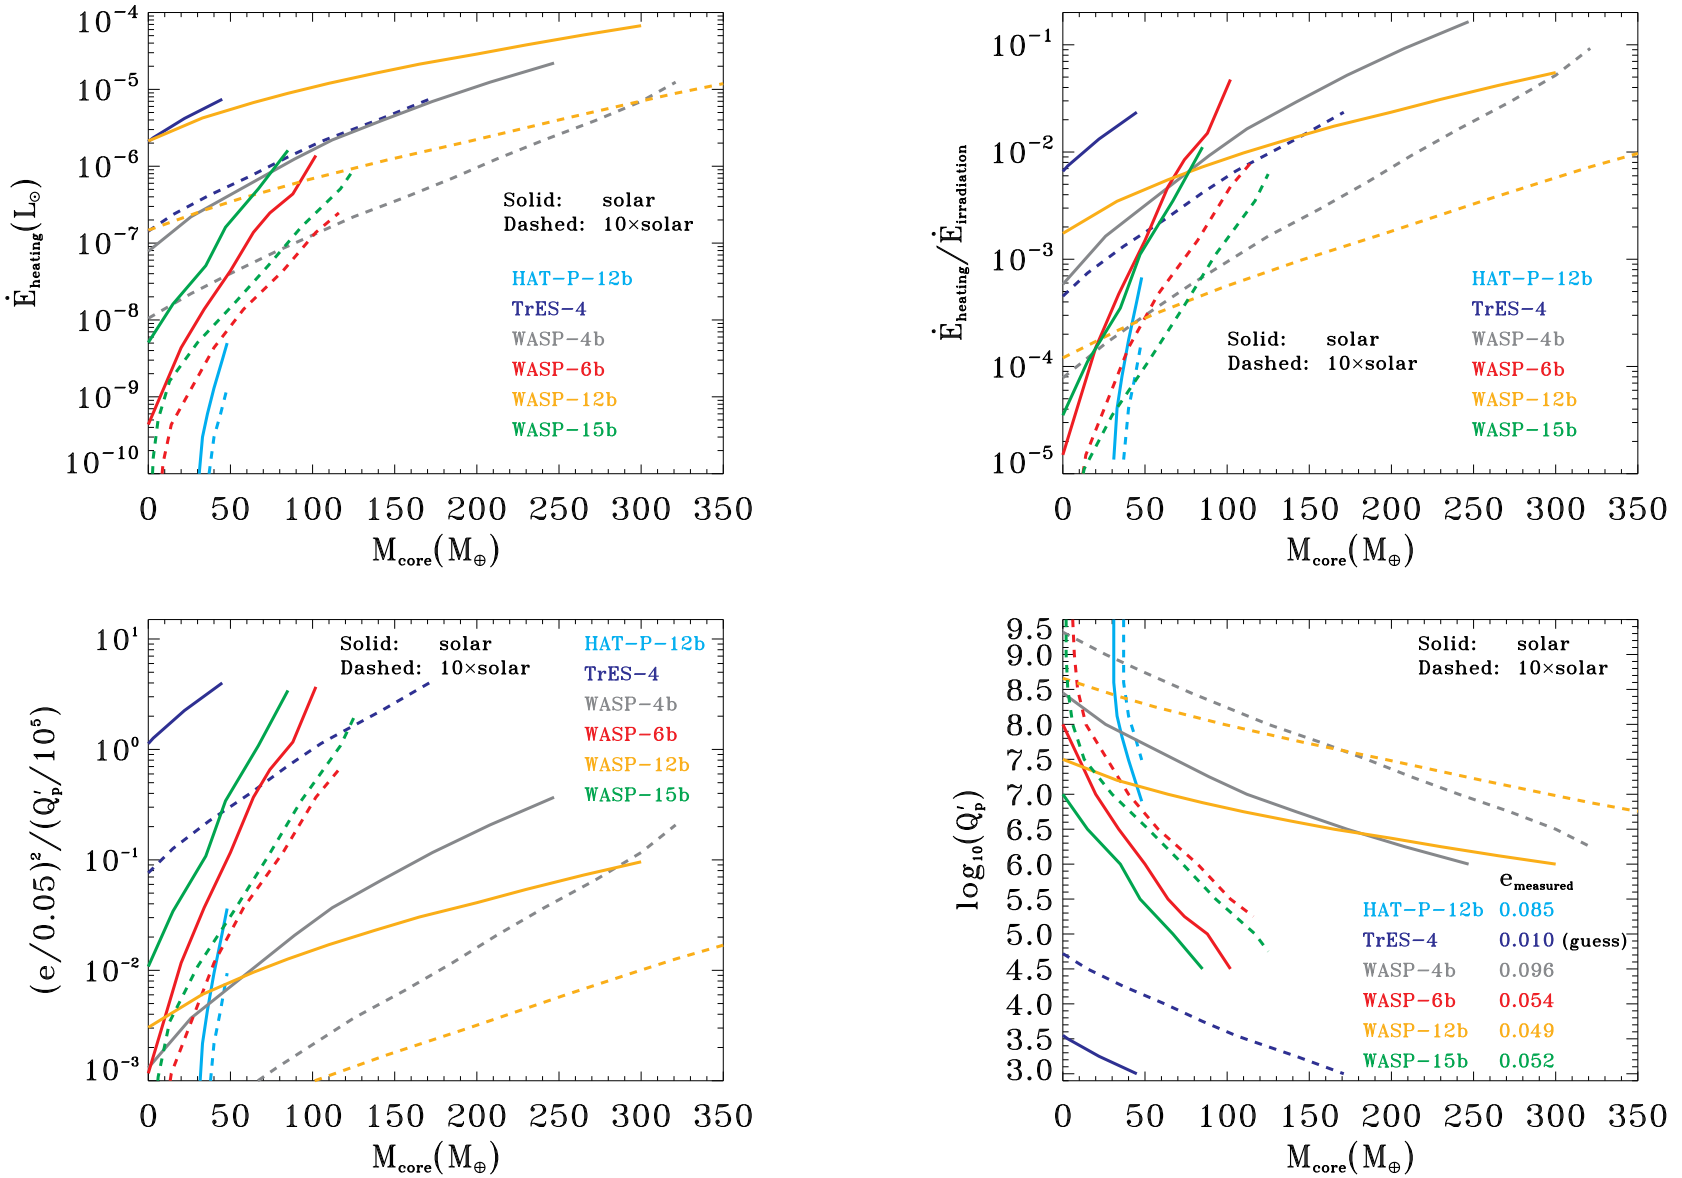 10⁻⁴
10⁻⁵
10⁻⁶
10⁻⁷
10⁻⁸
10⁻⁹
10⁻¹⁰
Ė_heating(L_⊙)
Solid: solar
Dashed: 10×solar
HAT-P-12b
TrES-4
WASP-4b
WASP-6b
WASP-12b
WASP-15b
0 50 100 150 200 250 300 350
M_core(M_⊕)
10⁻¹
10⁻²
10⁻³
10⁻⁴
10⁻⁵
Ė_heating/Ė_irradiation
HAT-P-12b
TrES-4
WASP-4b
Solid: solar
Dashed: 10×solar
WASP-6b
WASP-12b
WASP-15b
0 50 100 150 200 250 300 350
M_core(M_⊕)
10¹
10⁰
10⁻¹
10⁻²
10⁻³
(e/0.05)²/(Q′_p/10⁵)
Solid: solar
Dashed: 10×solar
HAT-P-12b
TrES-4
WASP-4b
WASP-6b
WASP-12b
WASP-15b
0 50 100 150 200 250 300 350
M_core(M_⊕)
9.5
9.0
8.5
8.0
7.5
7.0
6.5
6.0
5.5
5.0
4.5
4.0
3.5
3.0
log₁₀(Q′_p)
Solid: solar
Dashed: 10×solar
e_measured
HAT-P-12b 0.085
TrES-4 0.010 (guess)
WASP-4b 0.096
WASP-6b 0.054
WASP-12b 0.049
WASP-15b 0.052
0 50 100 150 200 250 300 350
M_core(M_⊕)